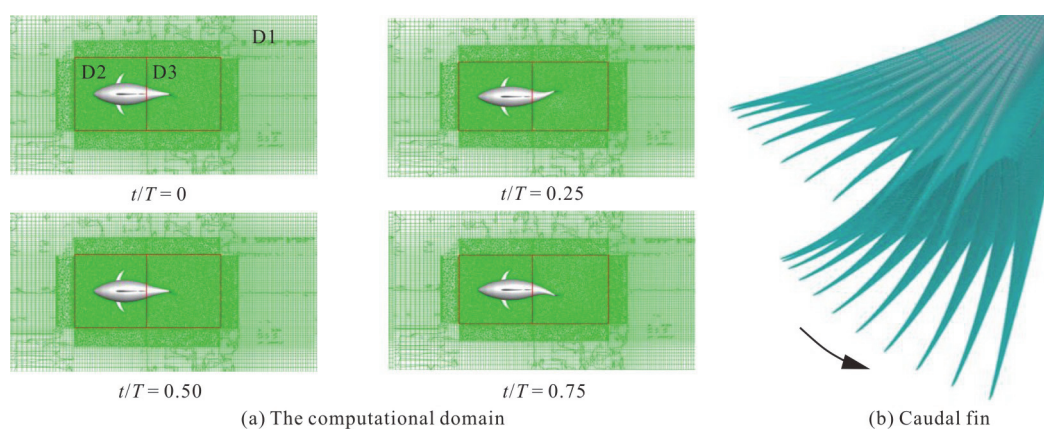 D1
D2 D3
t/T = 0
t/T = 0.25
t/T = 0.50
t/T = 0.75
(a) The computational domain
(b) Caudal fin